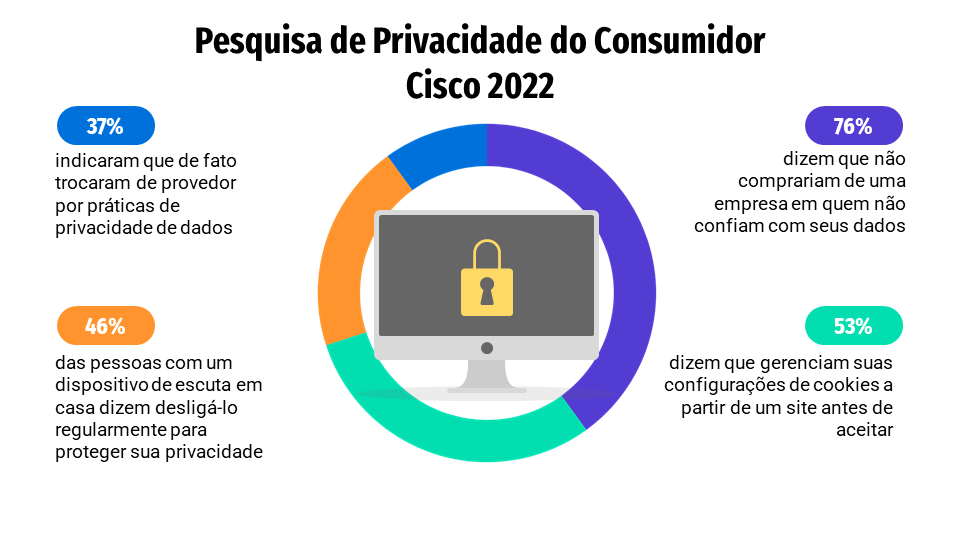 Pesquisa de Privacidade do Consumidor
Cisco 2022
37%
indicaram que de fato
trocaram de provedor
por práticas de
privacidade de dados
76%
dizem que não
comprariam de uma
empresa em quem não
confiam com seus dados
46%
das pessoas com um
dispositivo de escuta em
casa dizem desligá-lo
regularmente para
proteger sua privacidade
53%
dizem que gerenciam suas
configurações de cookies a
partir de um site antes de
aceitar